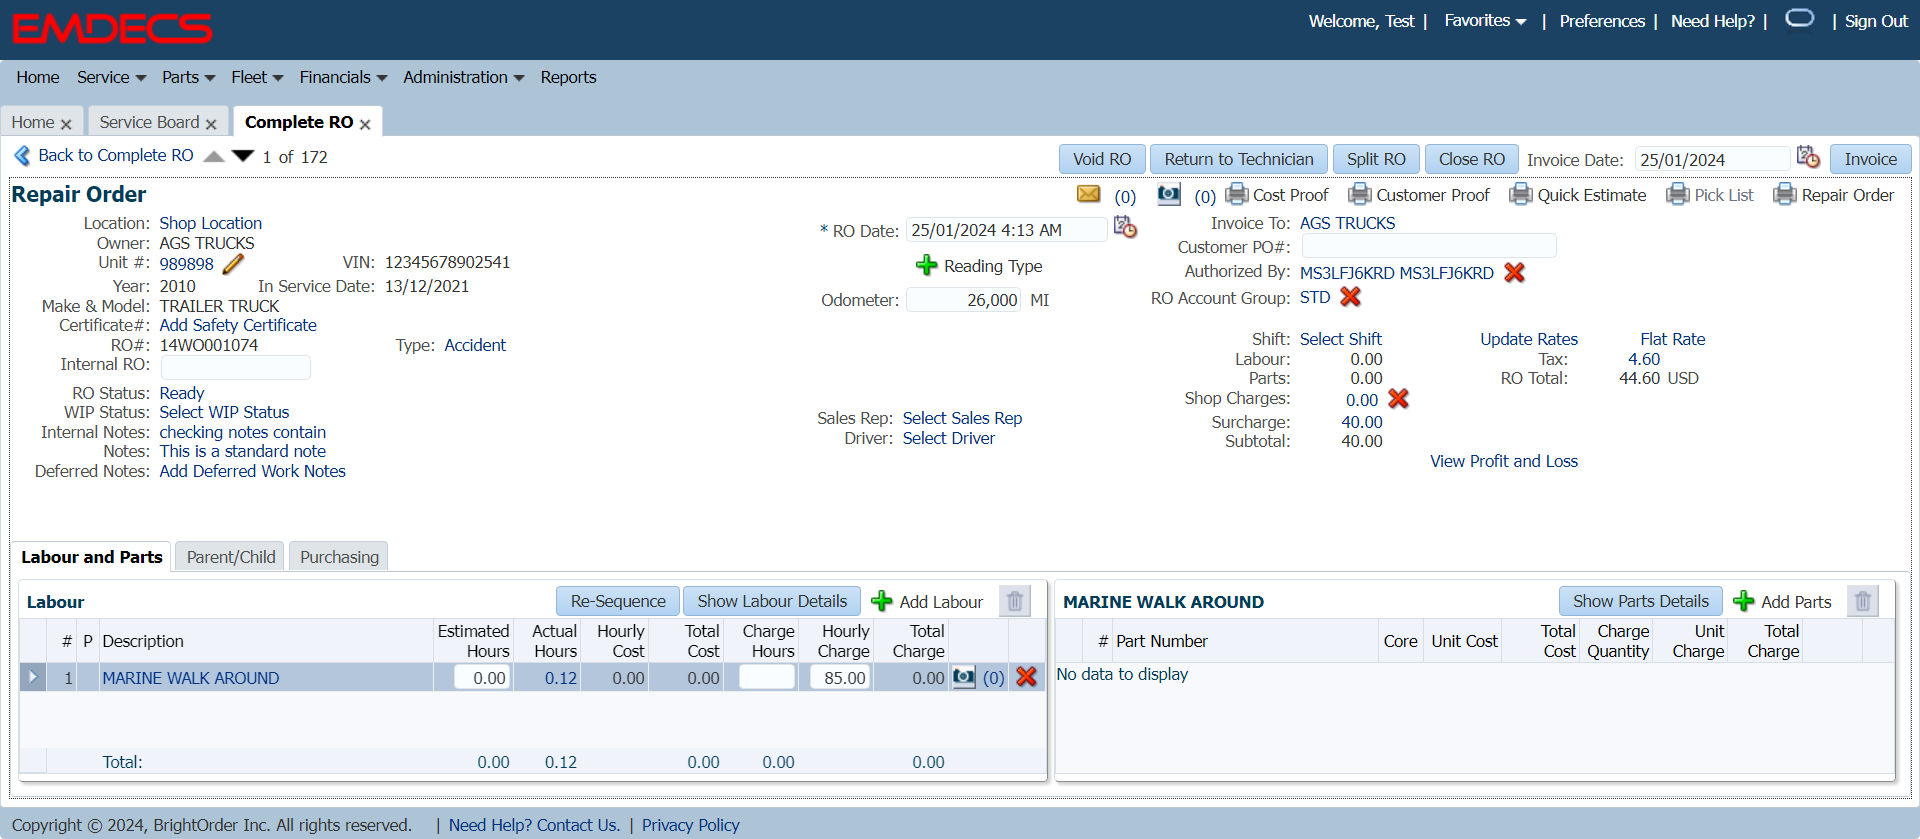 EMDECS
Welcome, Test | Favorites | Preferences | Need Help? | | Sign Out
Home Service Parts Fleet Financials Administration Reports
Home Service Board Complete RO
Back to Complete RO 1 of 172 Void RO Return to Technician Split RO Close RO Invoice Date: 25/01/2024 Invoice
Repair Order (0) (0) Cost Proof Customer Proof Quick Estimate Pick List Repair Order
Location: Shop Location
Owner: AGS TRUCKS
Unit #: 989898 VIN: 12345678902541
Year: 2010 In Service Date: 13/12/2021
Make & Model: TRAILER TRUCK
Certificate#: Add Safety Certificate
RO#: 14WO001074 Type: Accident
Internal RO:
RO Status: Ready
WIP Status: Select WIP Status
Internal Notes: checking notes contain
Notes: This is a standard note
Deferred Notes: Add Deferred Work Notes
* RO Date: 25/01/2024 4:13 AM
Reading Type
Odometer: 26,000 MI
Sales Rep: Select Sales Rep
Driver: Select Driver
Invoice To: AGS TRUCKS
Customer PO#:
Authorized By: MS3LFJ6KRD MS3LFJ6KRD
RO Account Group: STD
Shift: Select Shift Update Rates Flat Rate
Labour: 0.00 Tax: 4.60
Parts: 0.00 RO Total: 44.60 USD
Shop Charges: 0.00
Surcharge: 40.00
Subtotal: 40.00
View Profit and Loss
Labour and Parts Parent/Child Purchasing
Labour Re-Sequence Show Labour Details Add Labour
# P Description Estimated Hours Actual Hours Hourly Cost Total Cost Charge Hours Hourly Charge Total Charge
1 MARINE WALK AROUND 0.00 0.12 0.00 0.00 85.00 0.00 (0)
Total: 0.00 0.12 0.00 0.00 0.00
MARINE WALK AROUND Show Parts Details Add Parts
# Part Number Core Unit Cost Total Cost Charge Quantity Unit Charge Total Charge
No data to display
Copyright © 2024, BrightOrder Inc. All rights reserved. | Need Help? Contact Us. | Privacy Policy